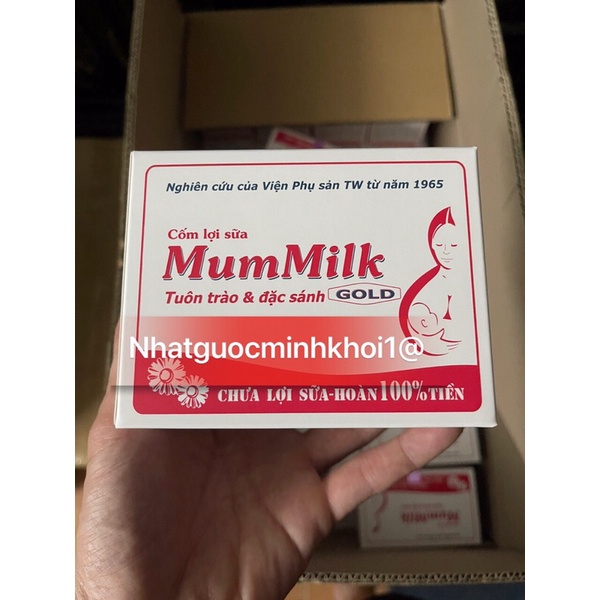 Nghiên cứu của Viện Phụ sản TW từ năm 1965
Cốm lợi sữa
MumMilk
Tuôn trào & đặc sánh GOLD
Nhatguocminhkhoi1@
CHƯA LỢI SỮA-HOÀN 100% TIỀN
MumMilk